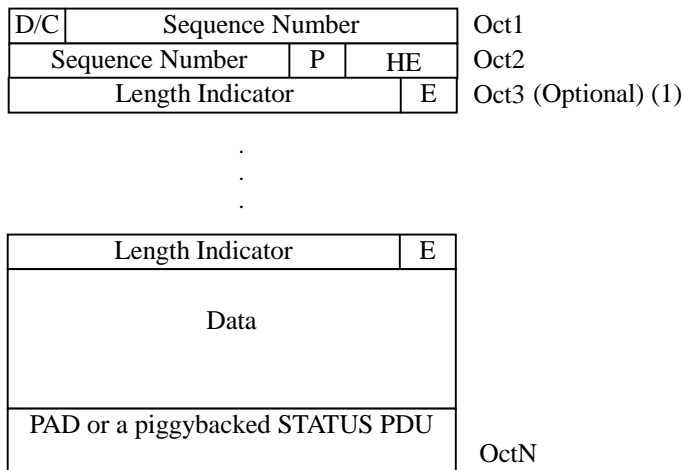 D/C Sequence Number Oct1
Sequence Number P HE Oct2
Length Indicator E Oct3 (Optional) (1)
.
.
.
Length Indicator E
Data
PAD or a piggybacked STATUS PDU
OctN